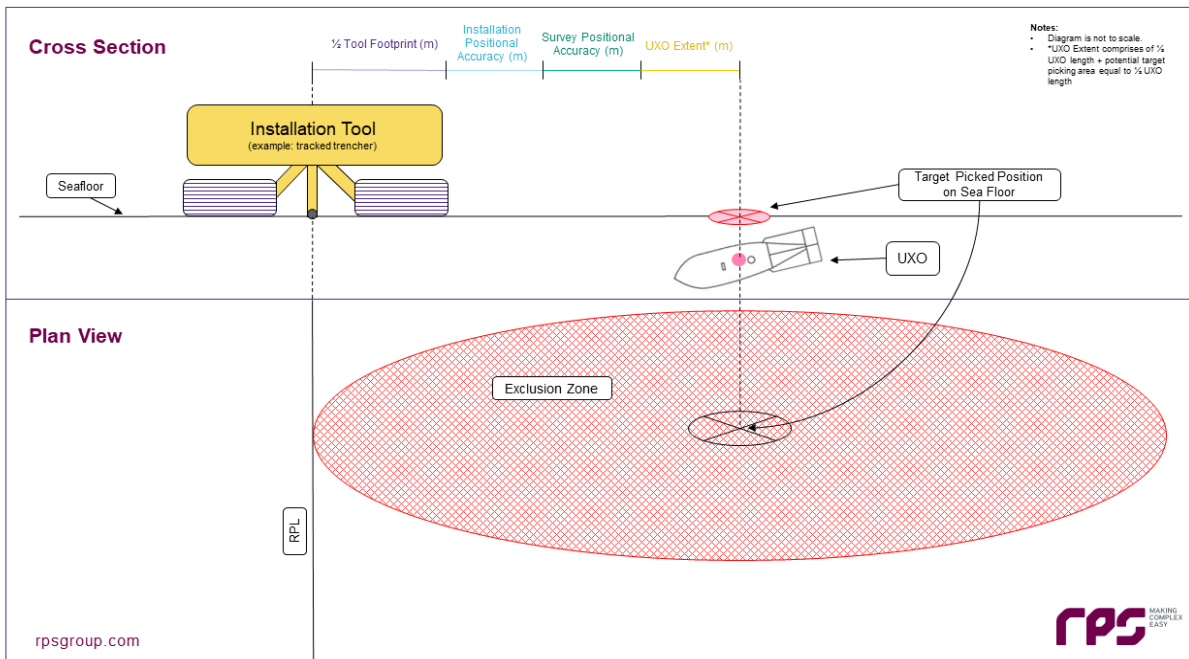 Cross Section
½ Tool Footprint (m)
Installation
Positional
Accuracy (m)
Survey Positional
Accuracy (m)
UXO Extent* (m)
Notes:
• Diagram is not to scale.
• *UXO Extent comprises of ½
UXO length + potential target
picking area equal to ½ UXO
length
Installation Tool
(example: tracked trencher)
Seafloor
Target Picked Position
on Sea Floor
UXO
Plan View
Exclusion Zone
RPL
rpsgroup.com
rps
MAKING
COMPLEX
EASY